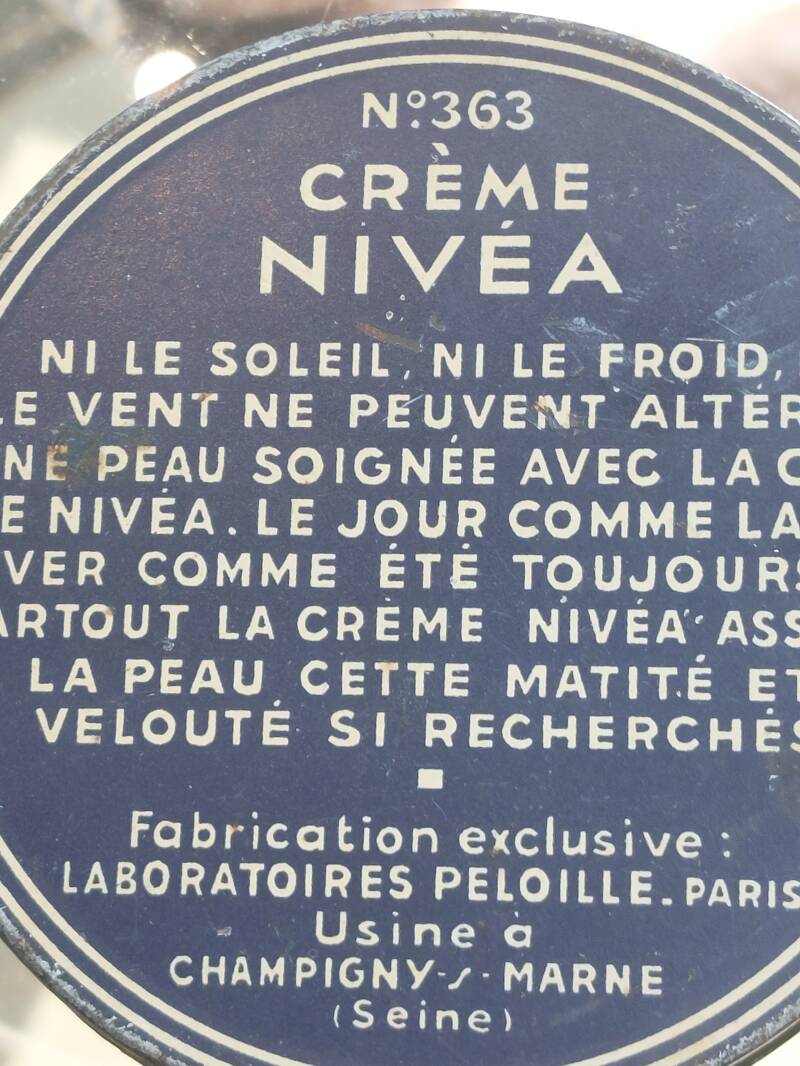 Nº363
CRÈME
NIVÉA
NI LE SOLEIL, NI LE FROID,
LE VENT NE PEUVENT ALTER
NE PEAU SOIGNÉE AVEC LA C
E NIVÉA. LE JOUR COMME LA
VER COMME ÉTÉ TOUJOURS
ARTOUT LA CRÈME NIVÉA ASS
LA PEAU CETTE MATITÉ ET
VELOUTÉ SI RECHERCHÉS
Fabrication exclusive :
LABORATOIRES PELOILLE. PARIS
Usine à
CHAMPIGNY-s-MARNE
(Seine)